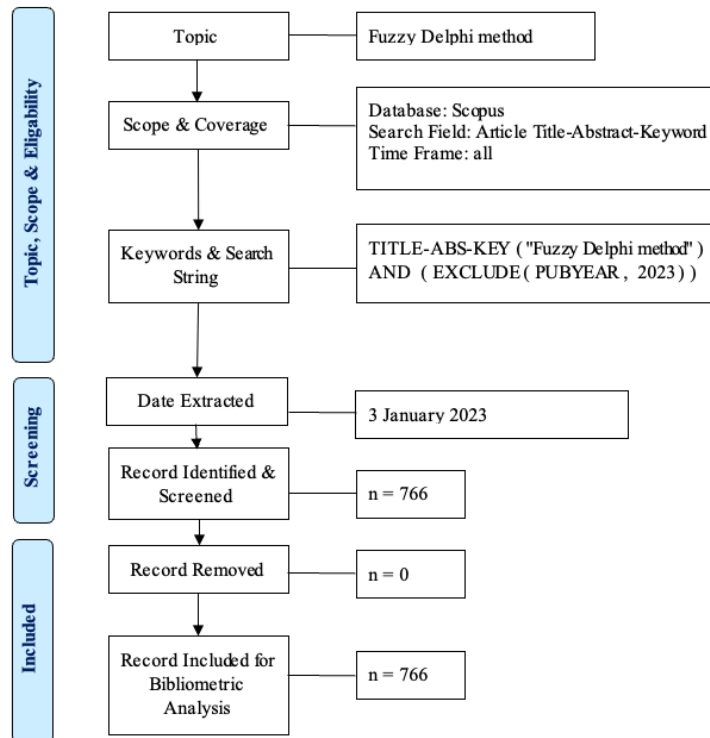 Topic, Scope & Eligability
Topic
Fuzzy Delphi method
Scope & Coverage
Database: Scopus
Search Field: Article Title-Abstract-Keyword
Time Frame: all
Keywords & Search
String
TITLE-ABS-KEY ( "Fuzzy Delphi method" )
AND ( EXCLUDE ( PUBYEAR , 2023) )
Screening
Date Extracted
3 January 2023
Record Identified &
Screened
n = 766
Included
Record Removed
n = 0
Record Included for
Bibliometric
Analysis
n = 766